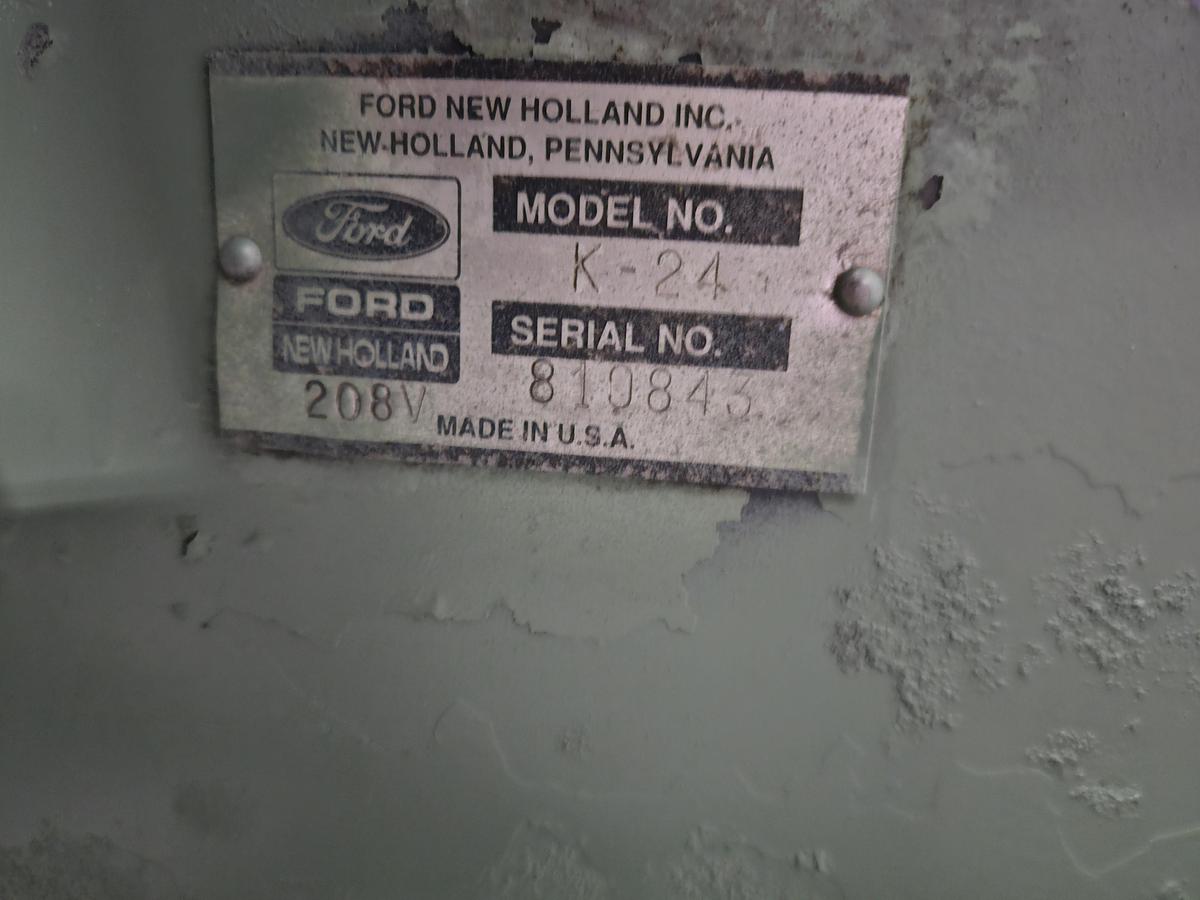 FORD NEW HOLLAND INC.
NEW HOLLAND, PENNSYLVANIA
Ford
FORD
NEW HOLLAND
208V
MODEL NO.
K-24
SERIAL NO.
810843
MADE IN U.S.A.